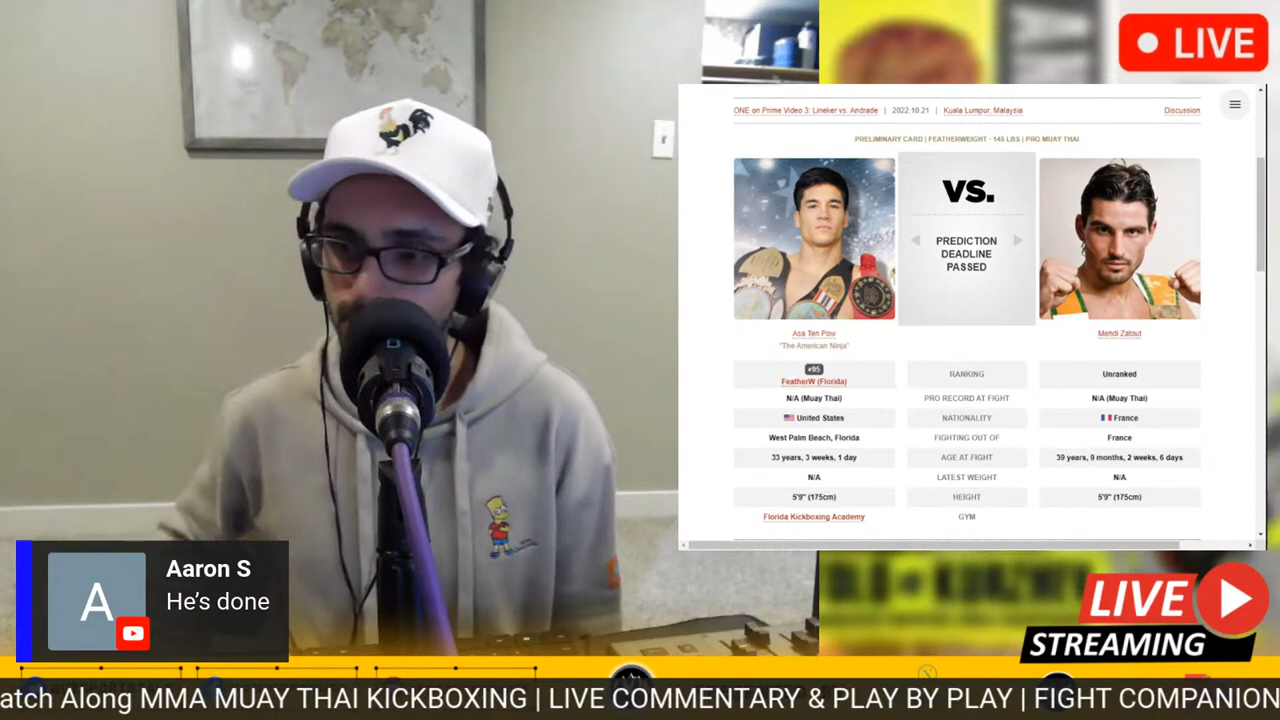 LIVE
ONE on Prime Video 3: Lineker vs. Andrade | 2022.10.21 | Kuala Lumpur, Malaysia
Discussion
PRELIMINARY CARD | FEATHERWEIGHT · 145 LBS | PRO MUAY THAI
VS.
PREDICTION
DEADLINE
PASSED
Asa Ten Pow
Mehdi Zatout
"The American Ninja"
#95
FeatherW (Florida)
RANKING
Unranked
N/A (Muay Thai)
PRO RECORD AT FIGHT
N/A (Muay Thai)
United States
NATIONALITY
France
West Palm Beach, Florida
FIGHTING OUT OF
France
33 years, 3 weeks, 1 day
AGE AT FIGHT
39 years, 9 months, 2 weeks, 6 days
N/A
LATEST WEIGHT
N/A
5'9" (175cm)
HEIGHT
5'9" (175cm)
Florida Kickboxing Academy
GYM
A
Aaron S
He's done
LIVE
STREAMING
atch Along MMA MUAY THAI KICKBOXING | LIVE COMMENTARY & PLAY BY PLAY | FIGHT COMPANION